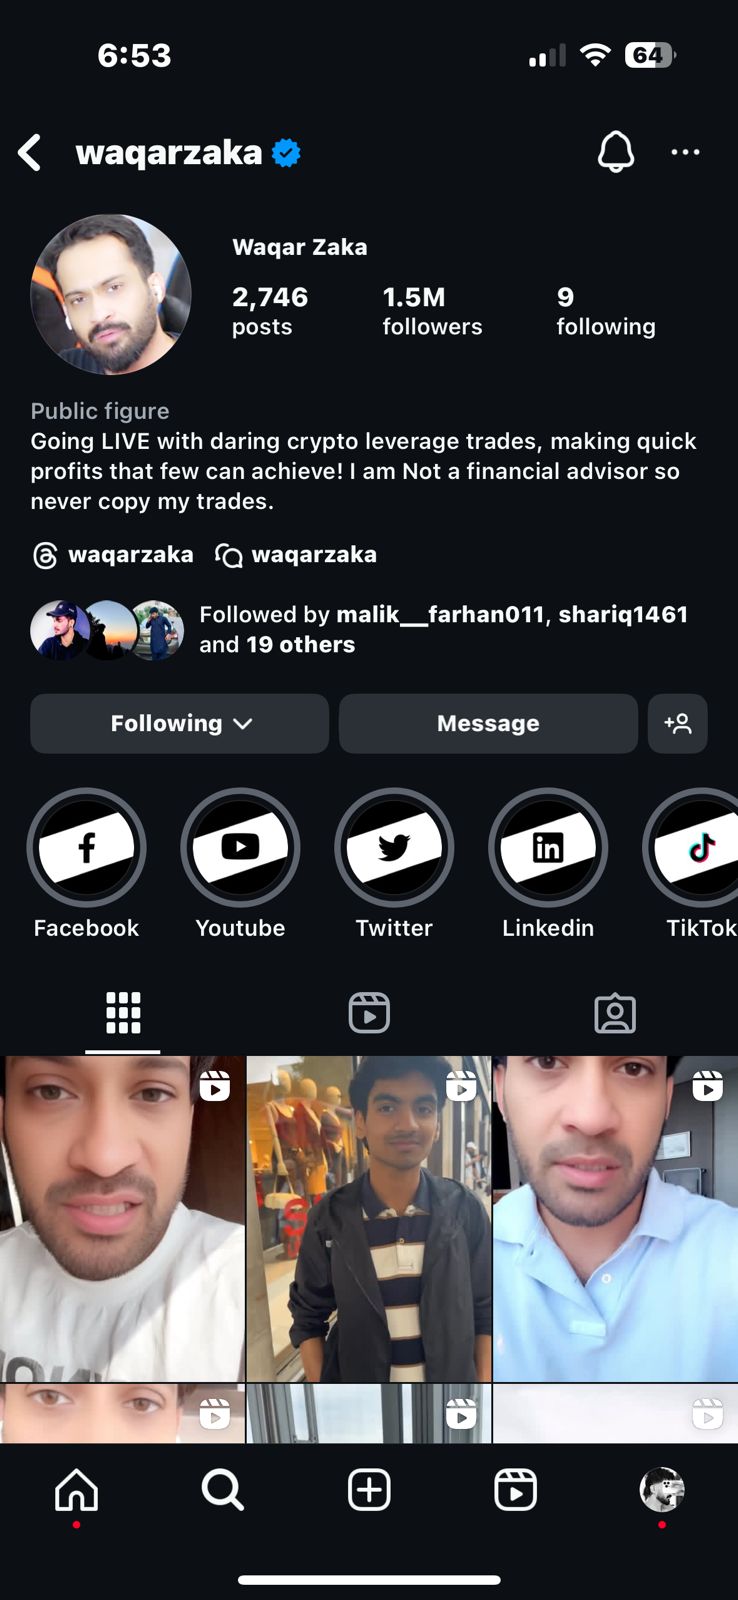 6:53
64
waqarzaka
Waqar Zaka
2,746 1.5M 9
posts followers following
Public figure
Going LIVE with daring crypto leverage trades, making quick
profits that few can achieve! I am Not a financial advisor so
never copy my trades.
waqarzaka waqarzaka
Followed by malik__farhan011, shariq1461
and 19 others
Following Message
Facebook Youtube Twitter Linkedin TikTok